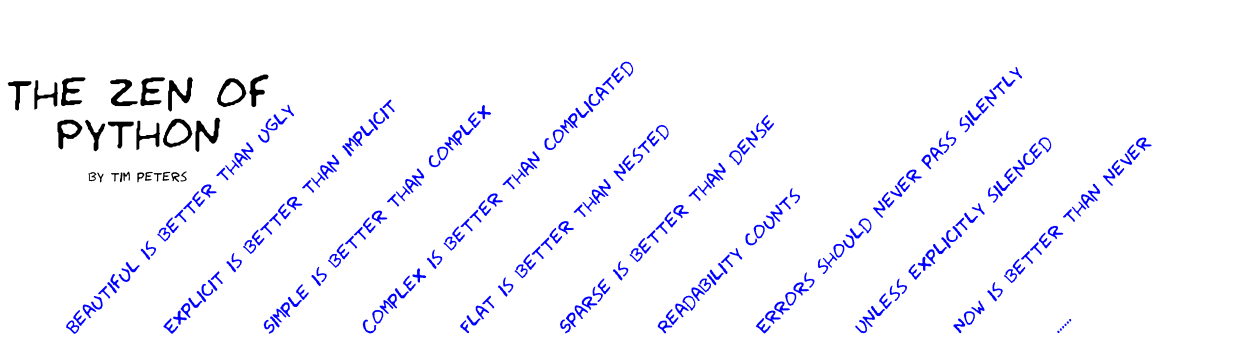 THE ZEN OF
PYTHON
BY TIM PETERS
BEAUTIFUL IS BETTER THAN UGLY
EXPLICIT IS BETTER THAN IMPLICIT
SIMPLE IS BETTER THAN COMPLEX
COMPLEX IS BETTER THAN COMPLICATED
FLAT IS BETTER THAN NESTED
SPARSE IS BETTER THAN DENSE
READABILITY COUNTS
ERRORS SHOULD NEVER PASS SILENTLY
UNLESS EXPLICITLY SILENCED
NOW IS BETTER THAN NEVER
......